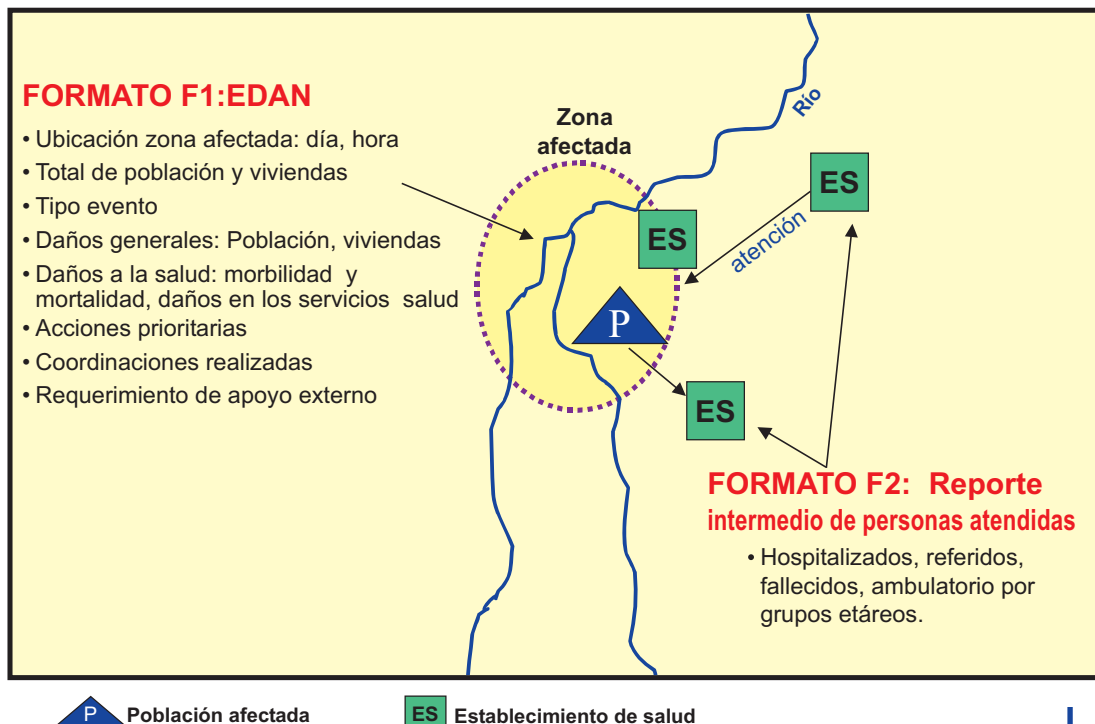 FORMATO F1:EDAN
• Ubicación zona afectada: día, hora
• Total de población y viviendas
• Tipo evento
• Daños generales: Población, viviendas
• Daños a la salud: morbilidad y
mortalidad, daños en los servicios salud
• Acciones prioritarias
• Coordinaciones realizadas
• Requerimiento de apoyo externo
Zona
afectada
Río
ES
ES
atención
P
ES
FORMATO F2: Reporte
intermedio de personas atendidas
• Hospitalizados, referidos,
fallecidos, ambulatorio por
grupos etáreos.
P Población afectada
ES Establecimiento de salud